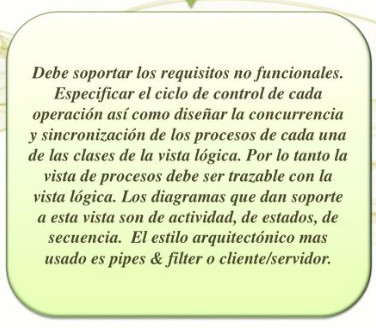 Debe soportar los requisitos no funcionales.
Especificar el ciclo de control de cada
operación así como diseñar la concurrencia
y sincronización de los procesos de cada una
de las clases de la vista lógica. Por lo tanto la
vista de procesos debe ser trazable con la
vista lógica. Los diagramas que dan soporte
a esta vista son de actividad, de estados, de
secuencia. El estilo arquitectónico mas
usado es pipes & filter o cliente/servidor.